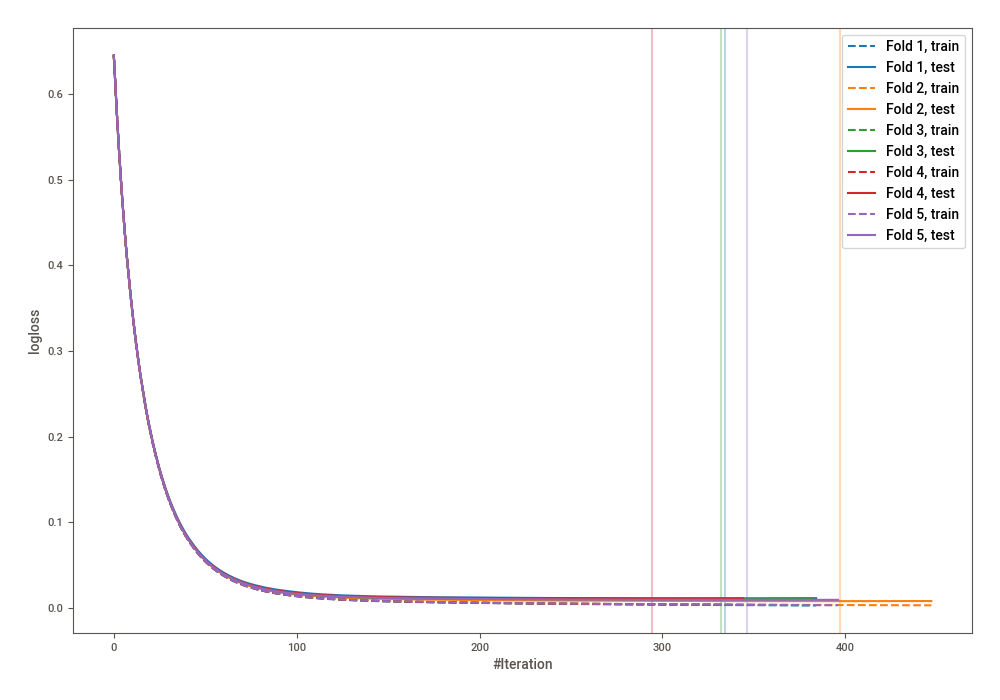 Fold 1, train
Fold 1, test
Fold 2, train
Fold 2, test
Fold 3, train
Fold 3, test
Fold 4, train
Fold 4, test
Fold 5, train
Fold 5, test
logloss
0.6
0.5
0.4
0.3
0.2
0.1
0.0
0
100
200
300
400
#Iteration